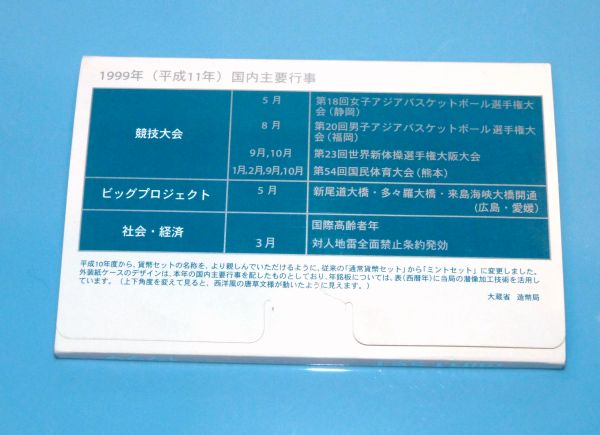 1999年（平成11年）国内主要行事
競技大会
5月 第18回女子アジアバスケットボール選手権大
会（静岡）
8月 第20回男子アジアバスケットボール選手権大
会（福岡）
9月,10月 第23回世界新体操選手権大阪大会
1月,2月,9月,10月 第54回国民体育大会（熊本）
ビッグプロジェクト 5月 新尾道大橋・多々羅大橋・来島海峡大橋開通
（広島・愛媛）
社会・経済
国際高齢者年
3月 対人地雷全面禁止条約発効
平成10年度から、貨幣セットの名称を、より親しんでいただけるように、従来の「通常貨幣セット」から「ミントセット」に変更しました。
外装紙ケースのデザインは、本年の国内主要行事を配したものとしており、年銘板については、表（西暦年）に当局の潜像加工技術を活用し
ています。（上下角度を変えて見ると、西洋風の唐草文様が動いたように見えます。）
大蔵省 造幣局